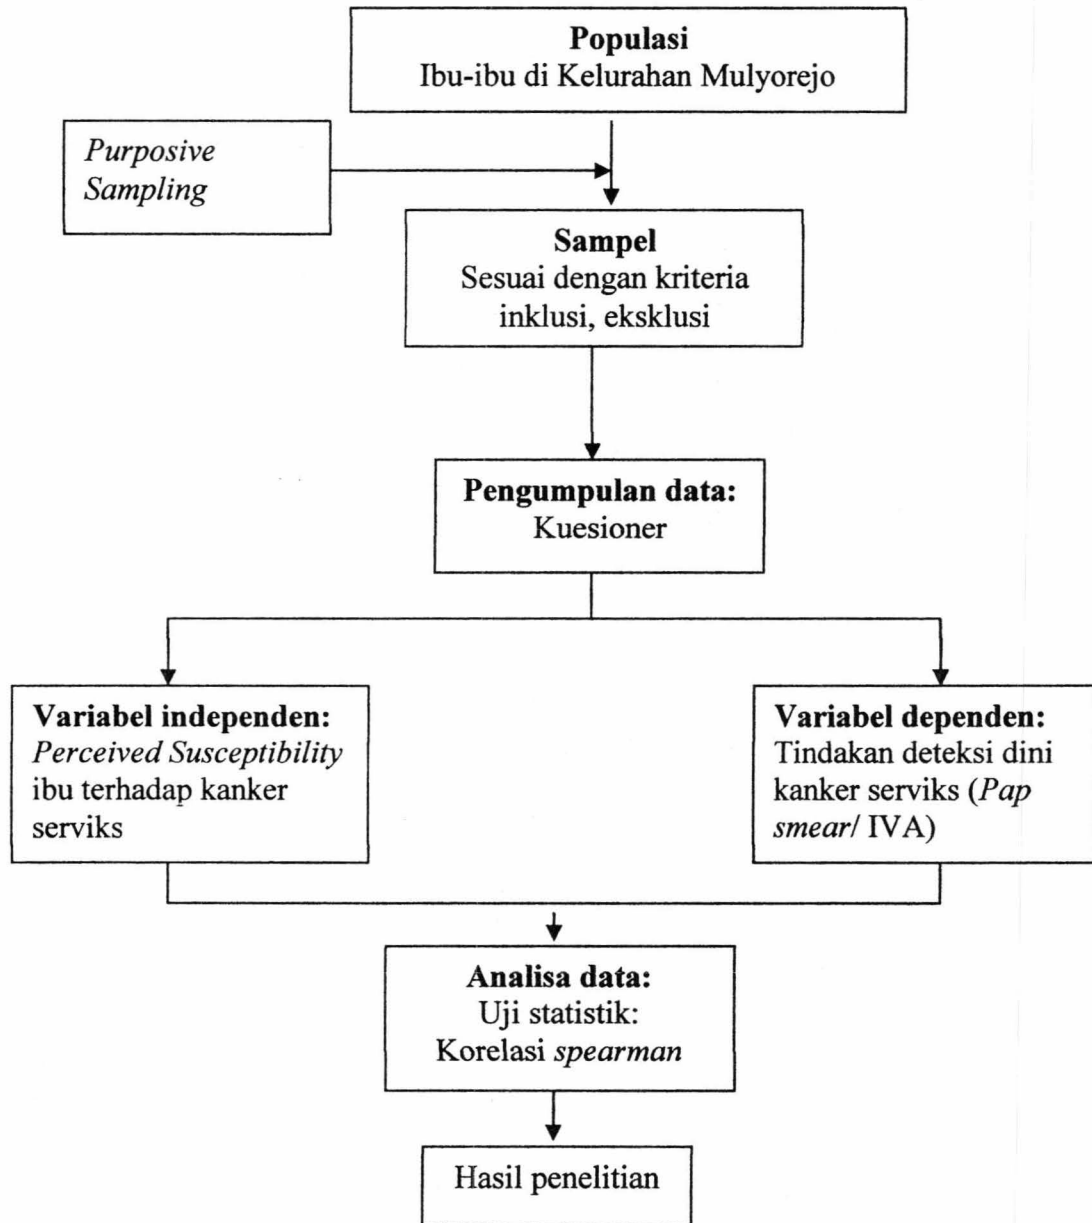 Populasi
Ibu-ibu di Kelurahan Mulyorejo
Purposive
Sampling
Sampel
Sesuai dengan kriteria
inklusi, eksklusi
Pengumpulan data:
Kuesioner
Variabel independen:
Perceived Susceptibility
ibu terhadap kanker
serviks
Variabel dependen:
Tindakan deteksi dini
kanker serviks (Pap
smear/ IVA)
Analisa data:
Uji statistik:
Korelasi spearman
Hasil penelitian